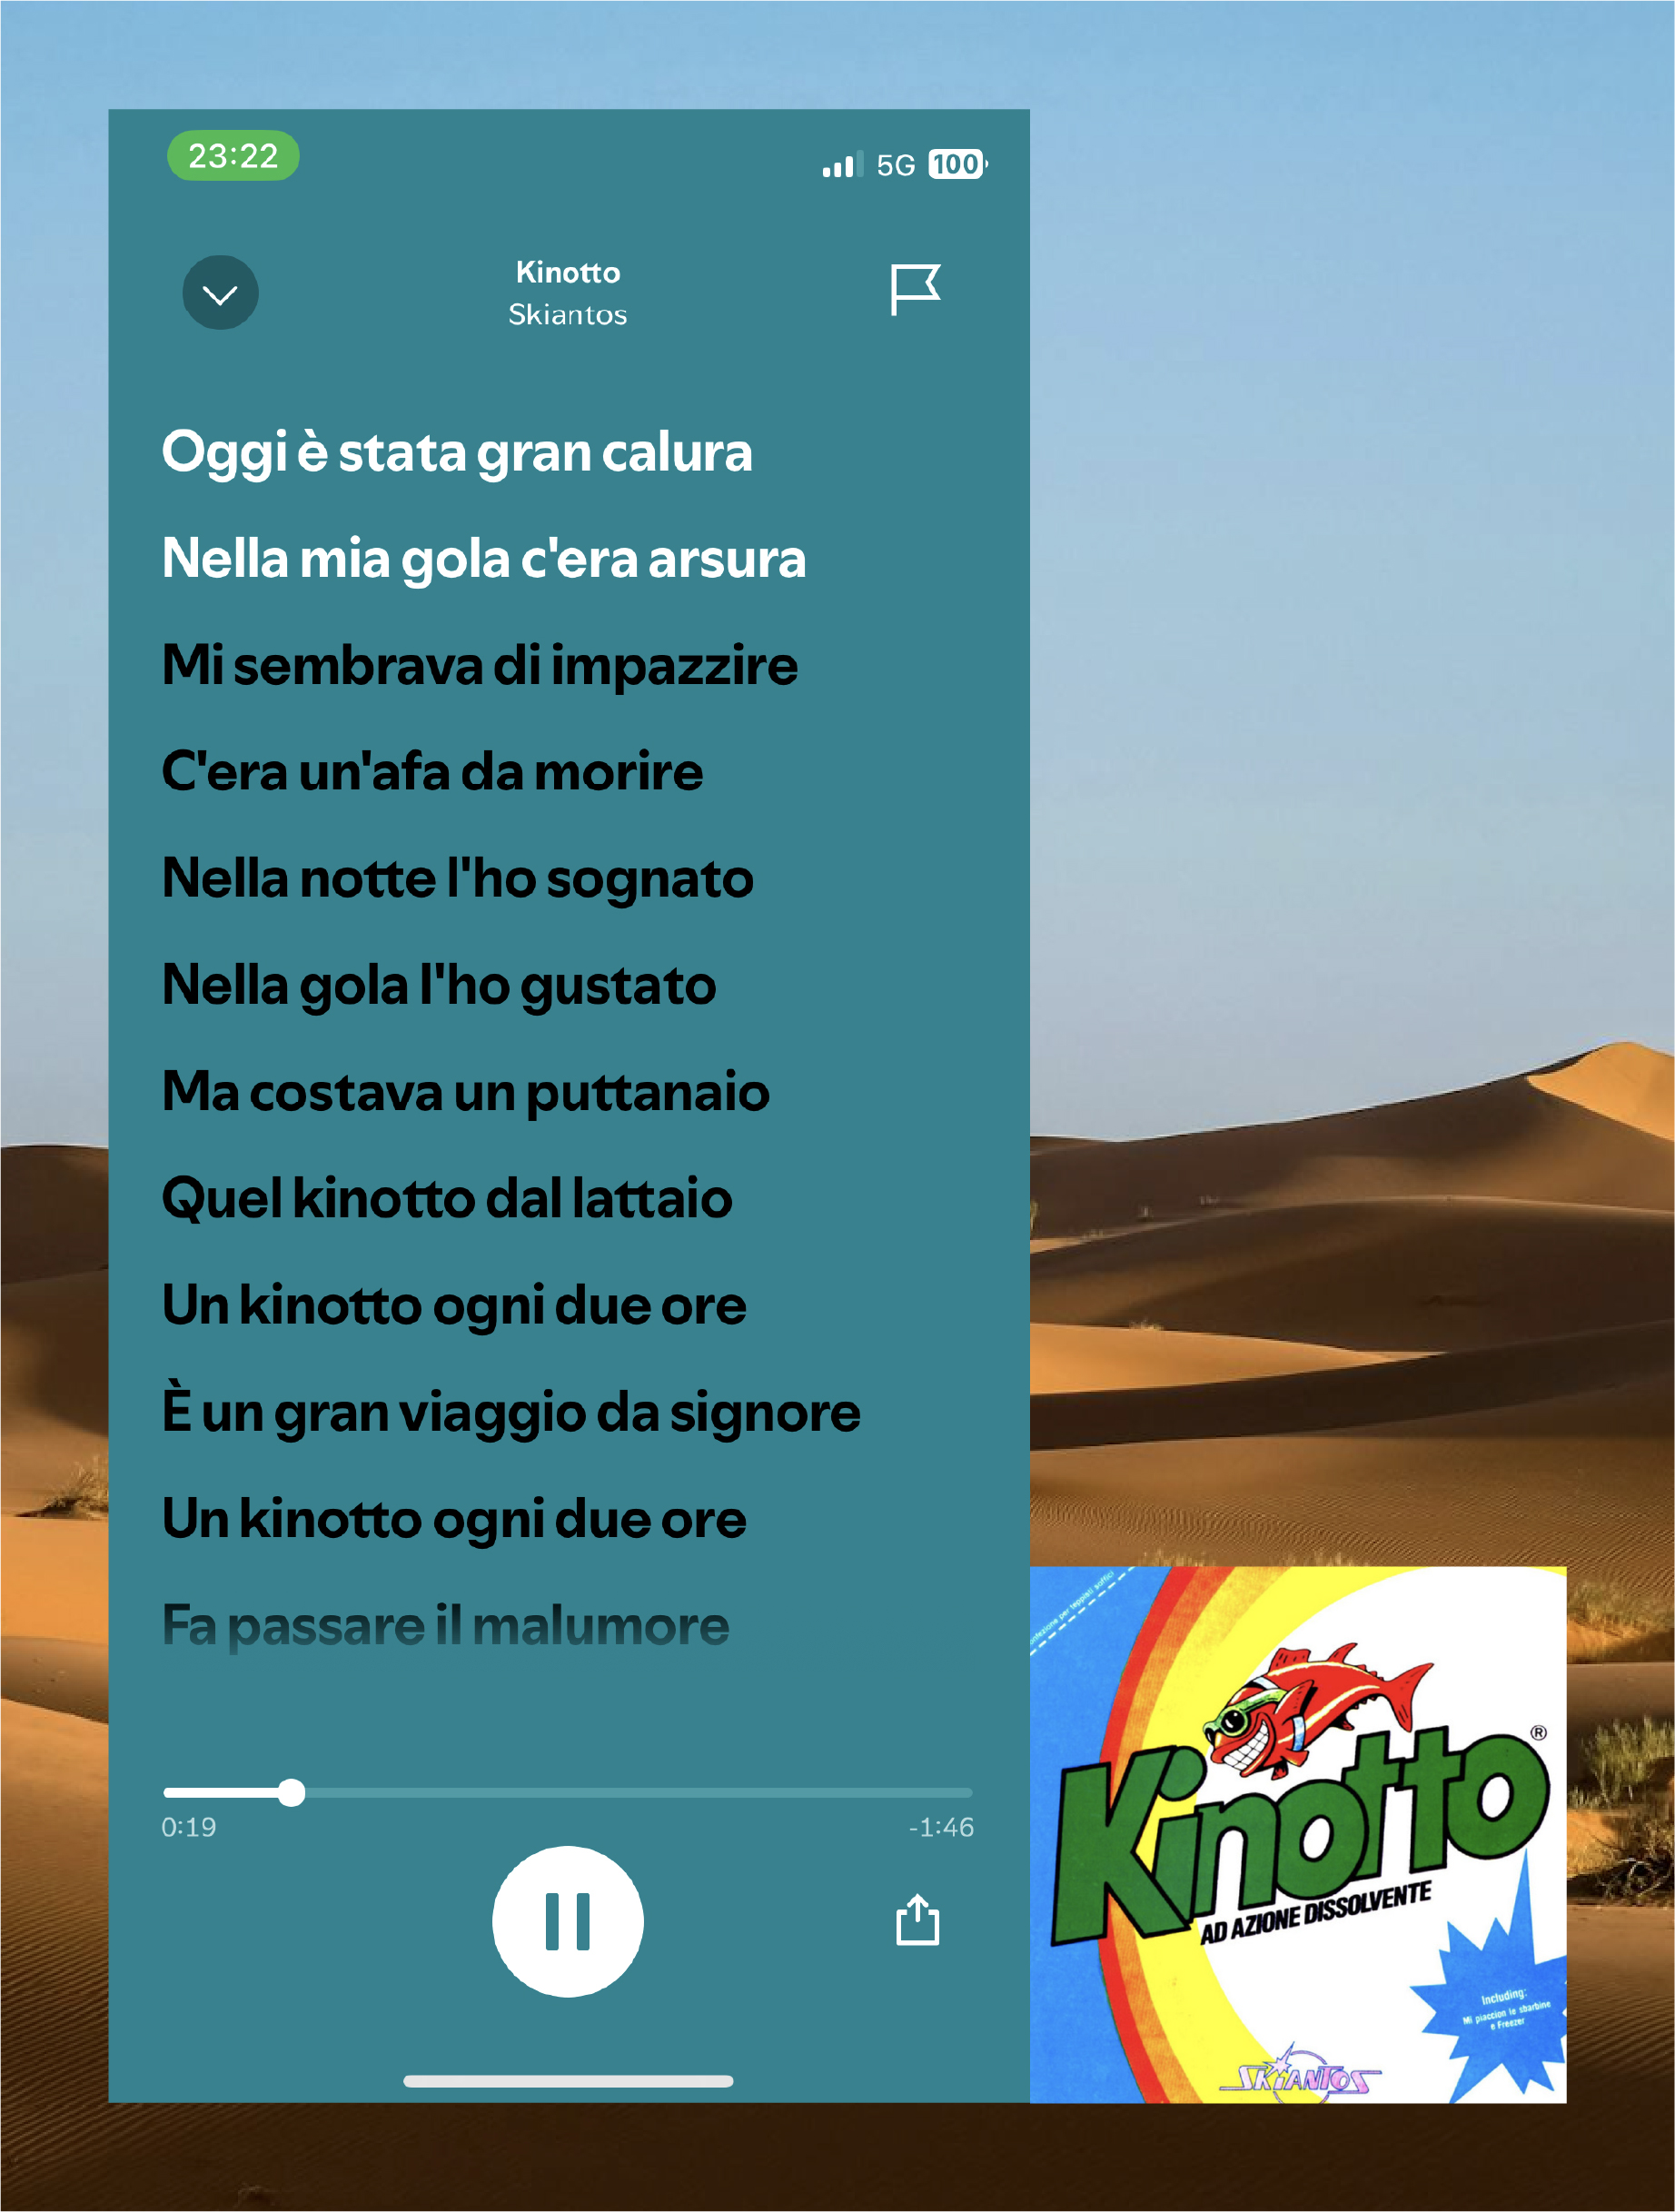 23:22
5G 100
Kinotto
Skiantos
Oggi è stata gran calura
Nella mia gola c'era arsura
Mi sembrava di impazzire
C'era un'afa da morire
Nella notte l'ho sognato
Nella gola l'ho gustato
Ma costava un puttanaio
Quel kinotto dal lattaio
Un kinotto ogni due ore
È un gran viaggio da signore
Un kinotto ogni due ore
Fa passare il malumore
0:19
-1:46
per teppisti soffici
Kinotto®
AD AZIONE DISSOLVENTE
Including:
Mi piaccion le sbarbine
e Freezer
SKIANTOS